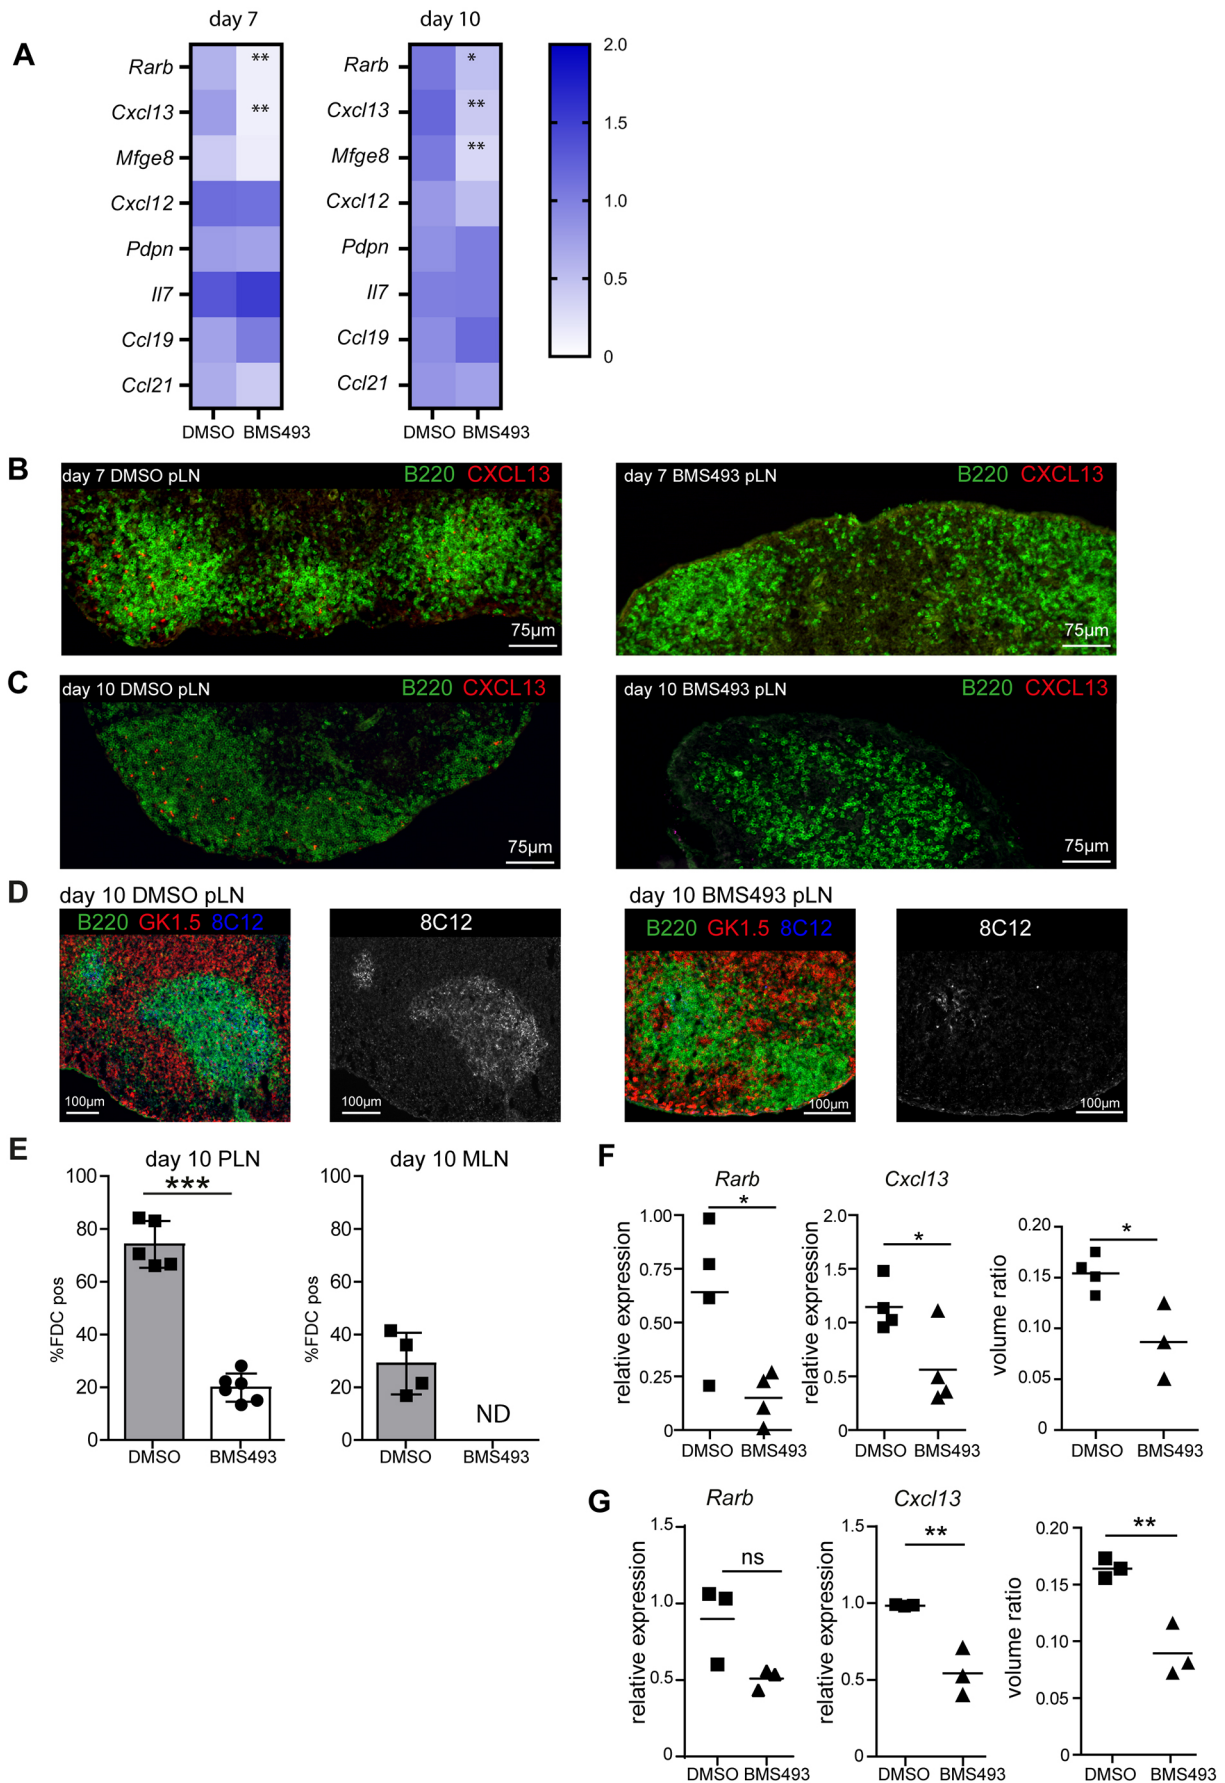 A
day 7
day 10
Rarb
**
Cxcl13
**
Mfge8
Cxcl12
Pdpn
Il7
Ccl19
Ccl21
DMSO BMS493
Rarb
*
Cxcl13
**
Mfge8
**
Cxcl12
Pdpn
Il7
Ccl19
Ccl21
DMSO BMS493
2.0
1.5
1.0
0.5
0
B
day 7 DMSO pLN B220 CXCL13
75µm
day 7 BMS493 pLN B220 CXCL13
75µm
C
day 10 DMSO pLN B220 CXCL13
75µm
day 10 BMS493 pLN B220 CXCL13
75µm
D
day 10 DMSO pLN
B220 GK1.5 8C12
100µm
8C12
100µm
day 10 BMS493 pLN
B220 GK1.5 8C12
100µm
8C12
100µm
E
day 10 PLN
***
%FDC pos
100
80
60
40
20
0
DMSO BMS493
day 10 MLN
%FDC pos
100
80
60
40
20
0
ND
DMSO BMS493
F
Rarb
*
relative expression
1.00
0.75
0.50
0.25
0
DMSO BMS493
Cxcl13
*
relative expression
2.0
1.5
1.0
0.5
0
DMSO BMS493
*
volume ratio
0.20
0.15
0.10
0.05
0
DMSO BMS493
G
Rarb
ns
relative expression
1.5
1.0
0.5
0
DMSO BMS493
Cxcl13
**
relative expression
1.5
1.0
0.5
0
DMSO BMS493
**
volume ratio
0.20
0.15
0.10
0.05
0
DMSO BMS493